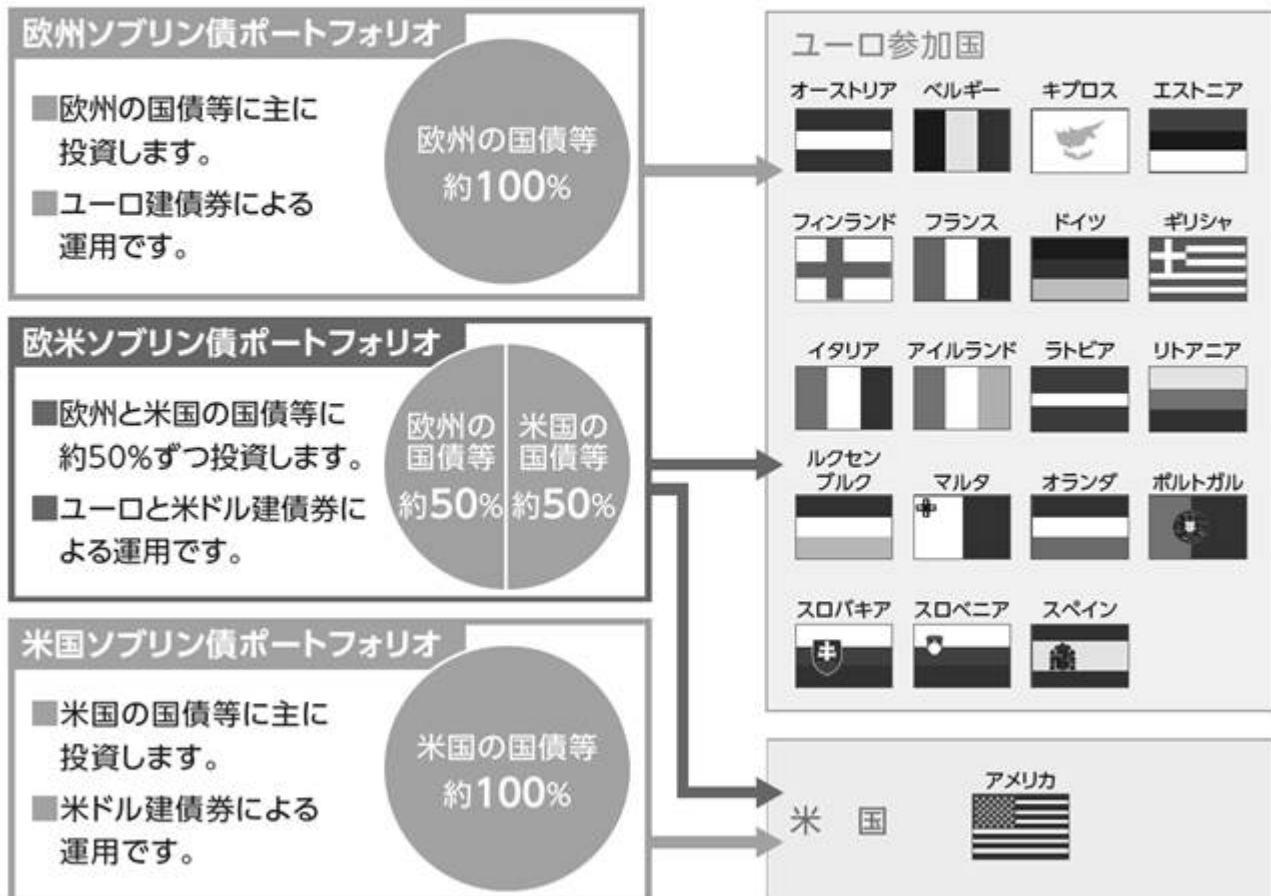 欧州ソブリン債ポートフォリオ
■欧州の国債等に主に
投資します。
■ユーロ建債券による
運用です。
欧州の国債等
約100%
欧米ソブリン債ポートフォリオ
■欧州と米国の国債等に
約50%ずつ投資します。
■ユーロと米ドル建債券に
よる運用です。
欧州の
国債等
約50%
米国の
国債等
約50%
米国ソブリン債ポートフォリオ
■米国の国債等に主に
投資します。
■米ドル建債券による
運用です。
米国の国債等
約100%
ユーロ参加国
オーストリア ベルギー キプロス エストニア
フィンランド フランス ドイツ ギリシャ
イタリア アイルランド ラトビア リトアニア
ルクセン
ブルク マルタ オランダ ポルトガル
スロバキア スロベニア スペイン
米 国
アメリカ